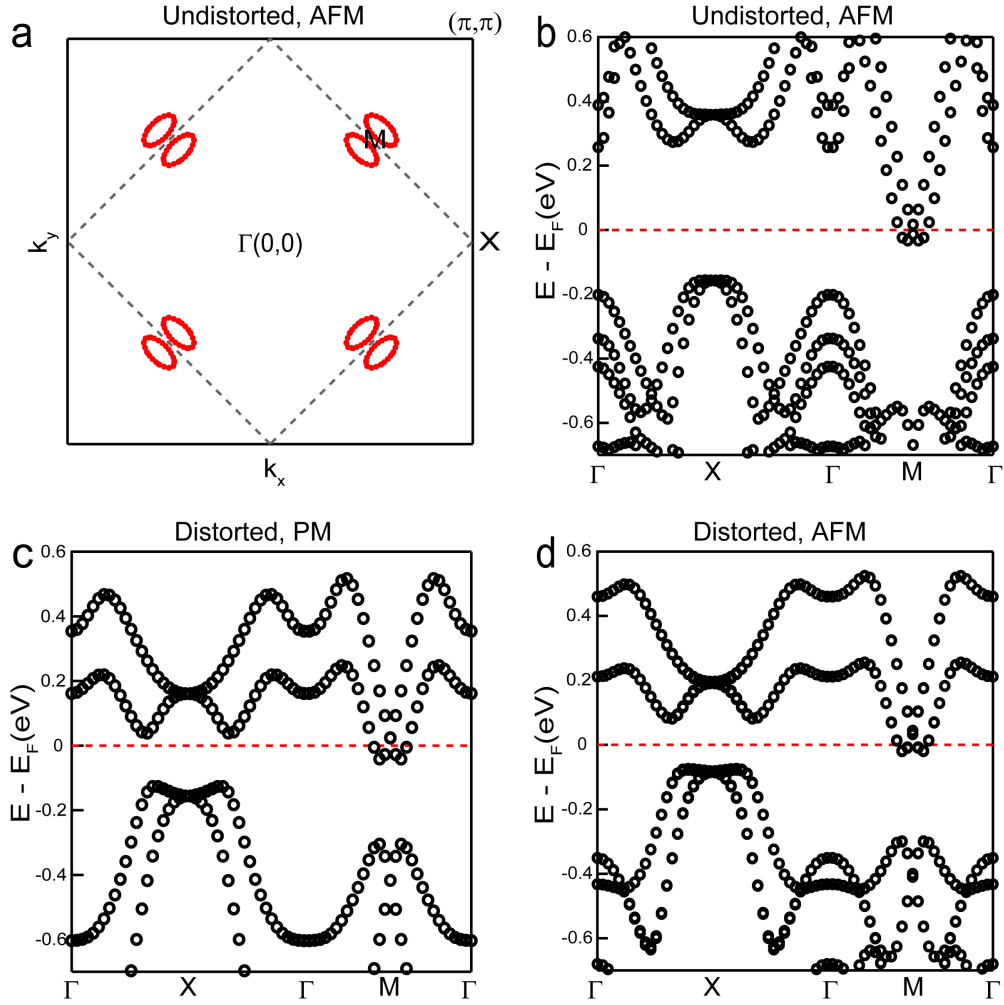 a
Undistorted, AFM
(π,π)
M
k_y
Γ(0,0)
X
k_x
b
Undistorted, AFM
E - E_F(eV)
0.6
0.4
0.2
0
-0.2
-0.4
-0.6
Γ X Γ M Γ
c
Distorted, PM
E - E_F(eV)
0.6
0.4
0.2
0
-0.2
-0.4
-0.6
Γ X Γ M Γ
d
Distorted, AFM
E - E_F(eV)
0.6
0.4
0.2
0
-0.2
-0.4
-0.6
Γ X Γ M Γ